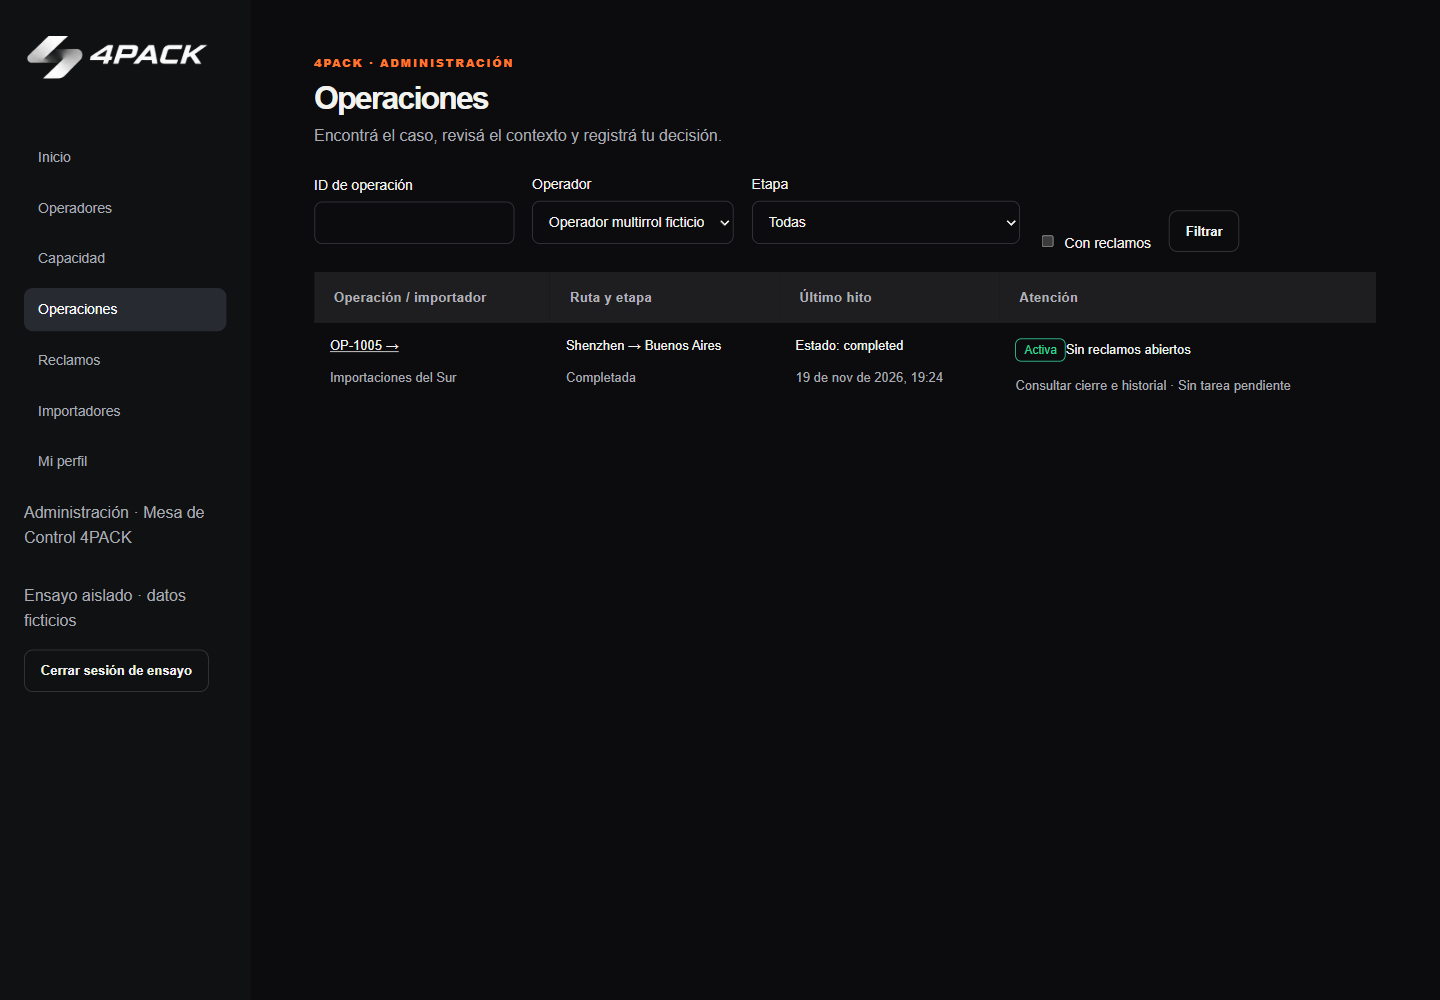 4PACK
Inicio
Operadores
Capacidad
Operaciones
Reclamos
Importadores
Mi perfil
Administración · Mesa de
Control 4PACK
Ensayo aislado · datos
ficticios
Cerrar sesión de ensayo
4PACK · ADMINISTRACIÓN
Operaciones
Encontrá el caso, revisá el contexto y registrá tu decisión.
ID de operación
Operador
Operador multirrol ficticio
Etapa
Todas
Con reclamos
Filtrar
Operación / importador Ruta y etapa Último hito Atención
OP-1005 → Shenzhen → Buenos Aires Estado: completed Activa Sin reclamos abiertos
Importaciones del Sur Completada 19 de nov de 2026, 19:24 Consultar cierre e historial · Sin tarea pendiente